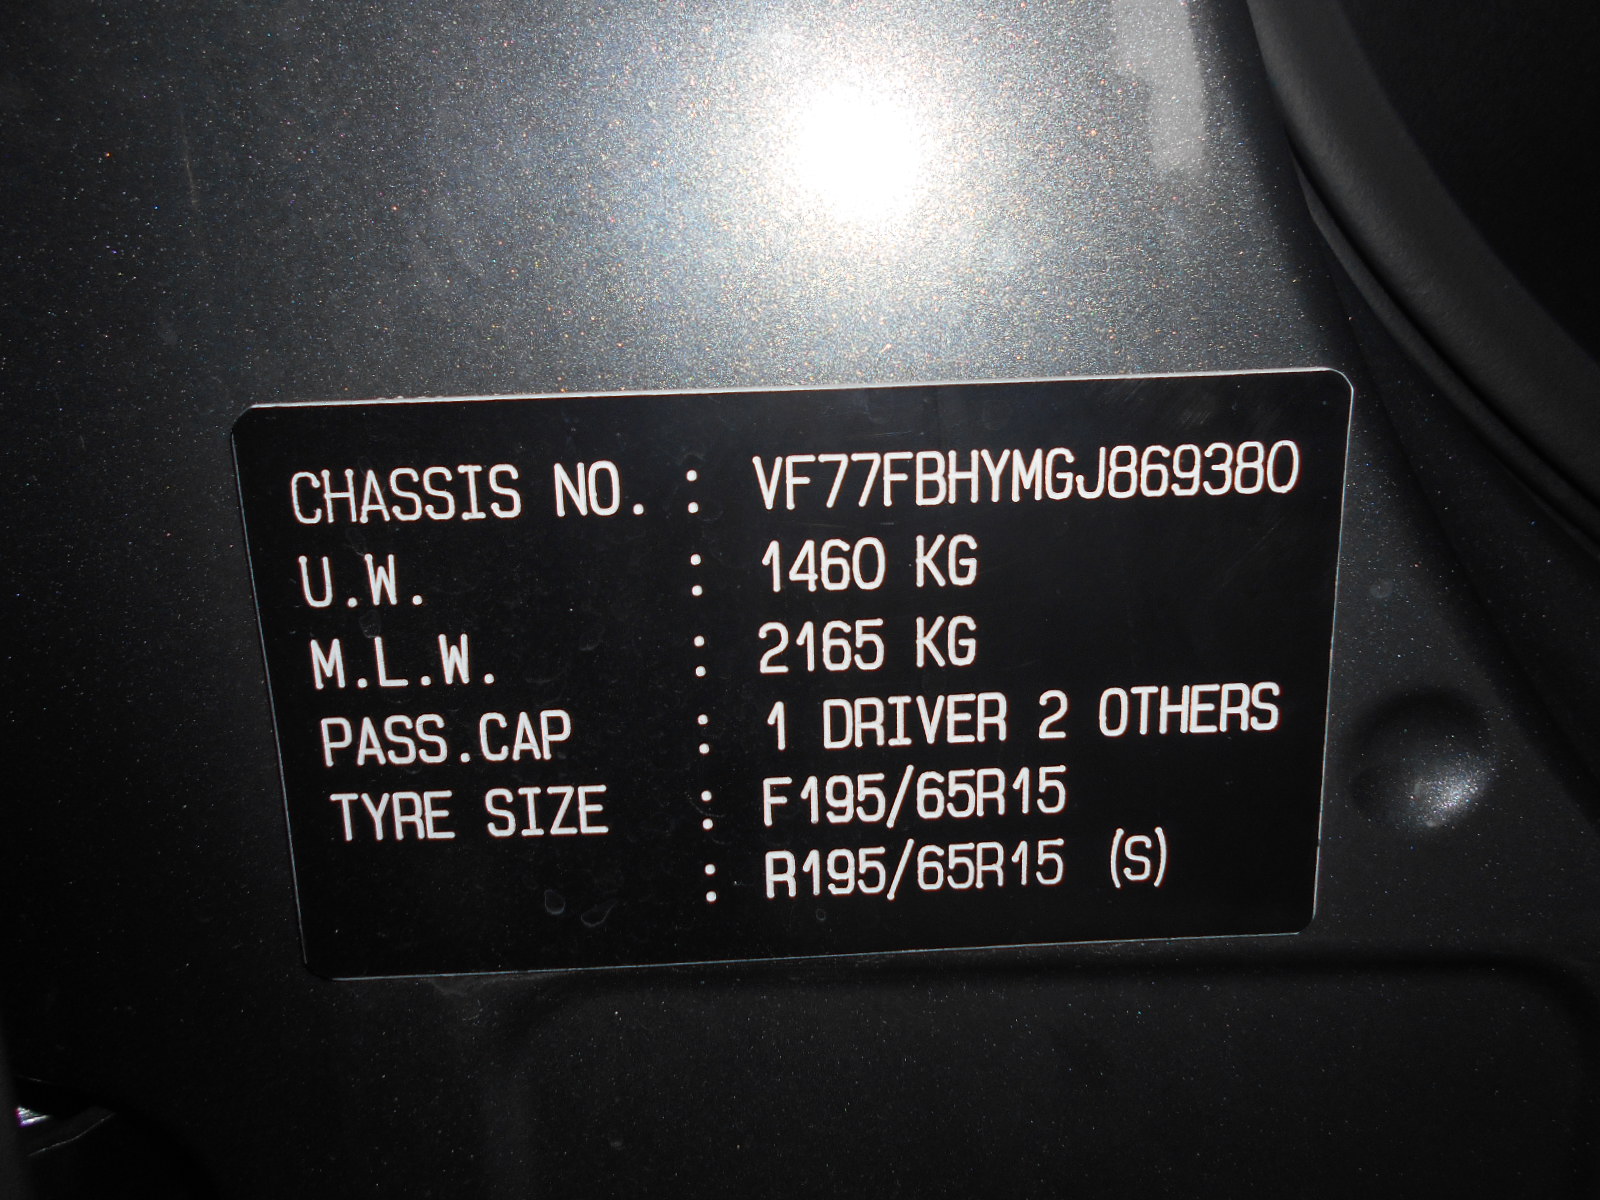 CHASSIS NO. : VF77FBHYMGJ869380
U.W. : 1460 KG
M.L.W. : 2165 KG
PASS.CAP : 1 DRIVER 2 OTHERS
TYRE SIZE : F195/65R15
: R195/65R15 (S)